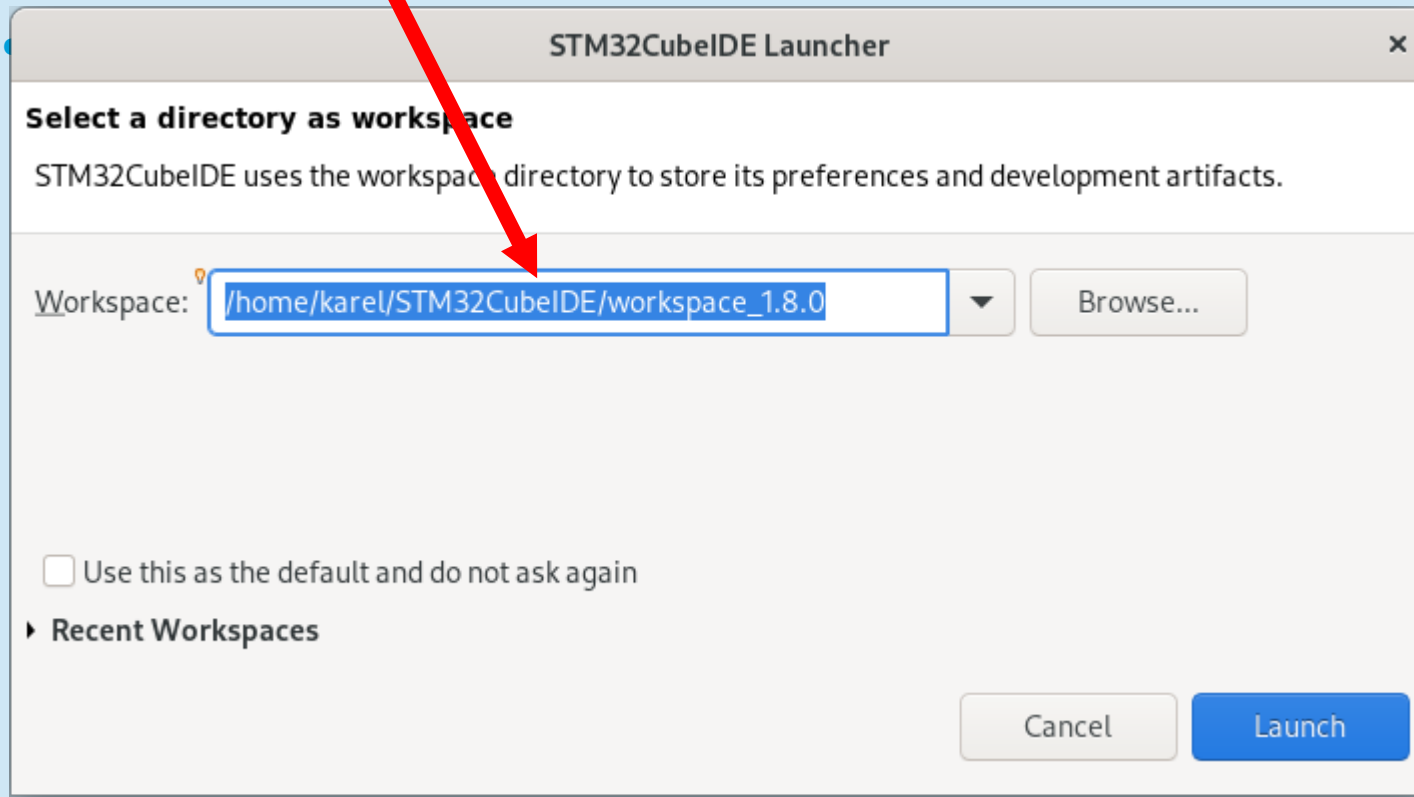 STM32CubeIDE Launcher
Select a directory as workspace
STM32CubeIDE uses the workspace directory to store its preferences and development artifacts.
Workspace: /home/karel/STM32CubeIDE/workspace_1.8.0 Browse...
Use this as the default and do not ask again
Recent Workspaces
Cancel Launch